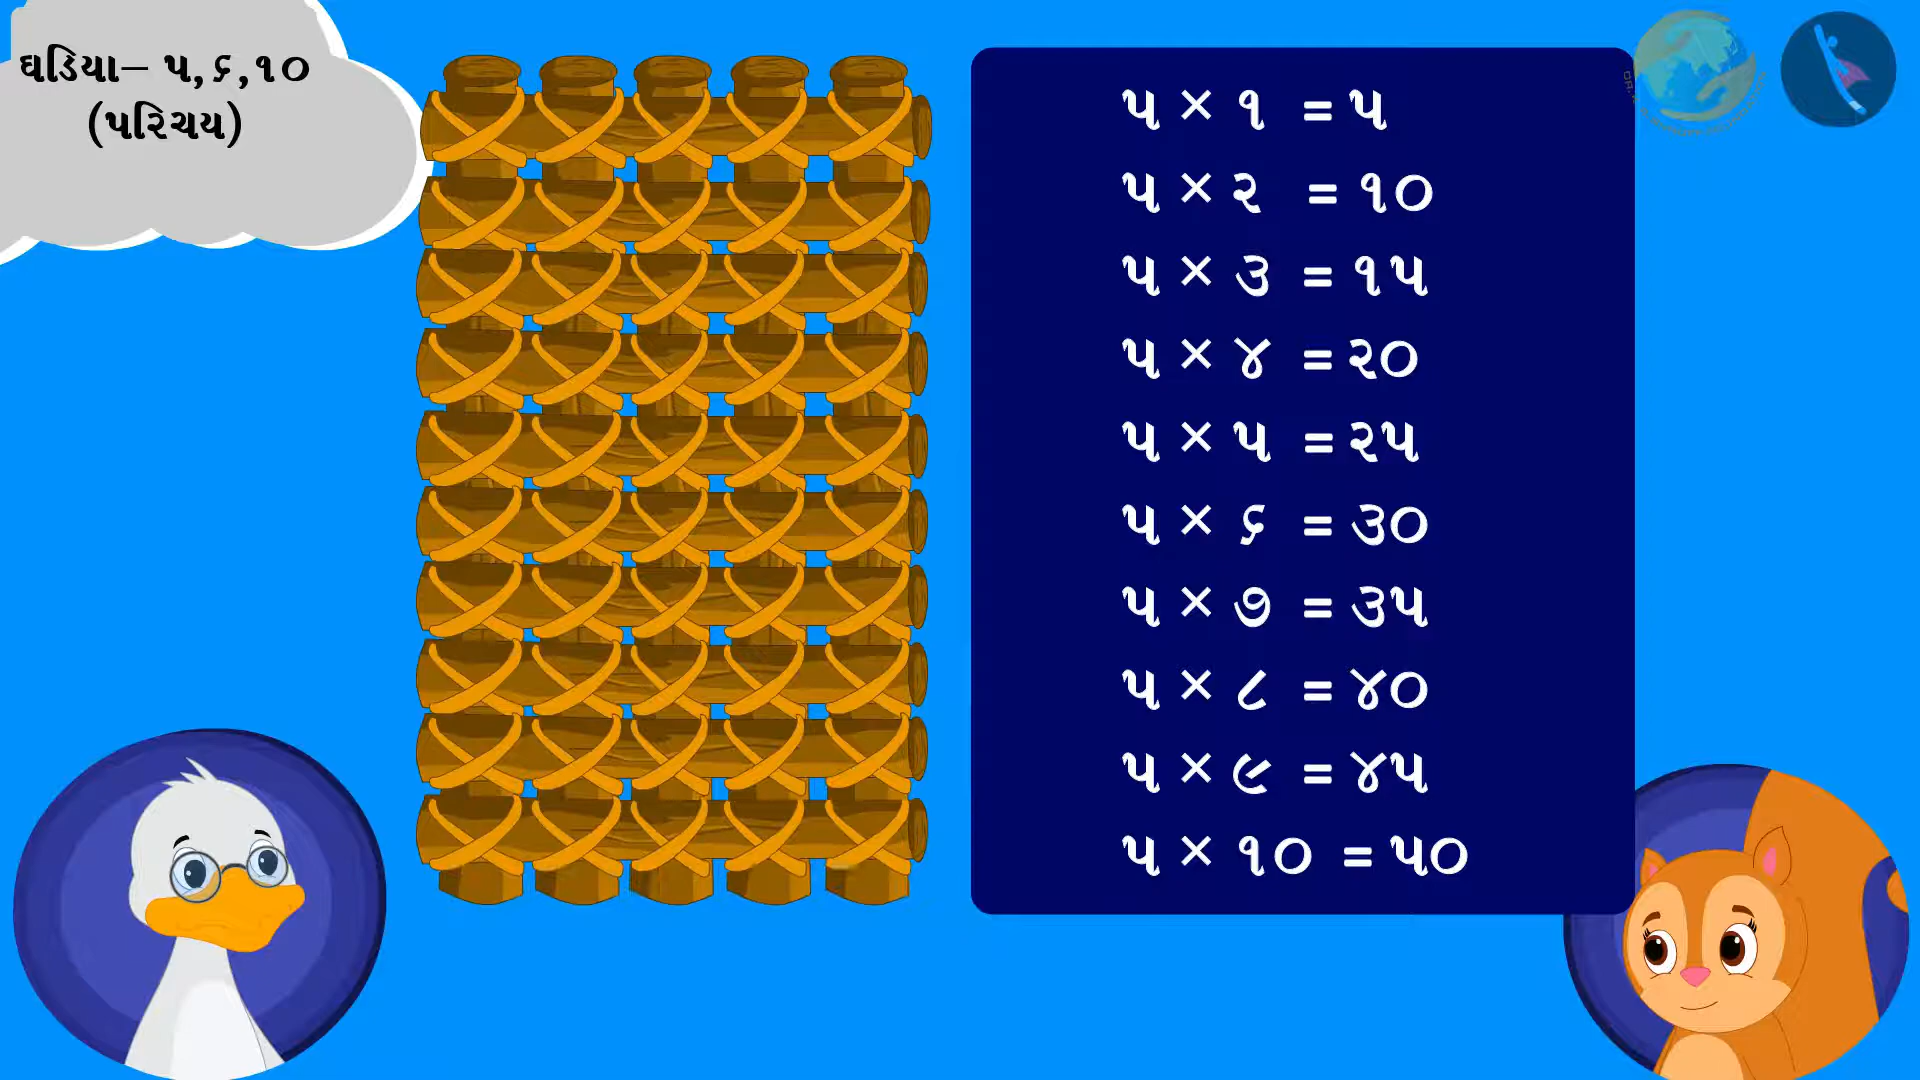 ઘડિયા– ૫,૬,૧૦
(પરિચય)
૫ × ૧ = ૫
૫ × ૨ = ૧૦
૫ × ૩ = ૧૫
૫ × ૪ = ૨૦
૫ × ૫ = ૨૫
૫ × ૬ = ૩૦
૫ × ૭ = ૩૫
૫ × ૮ = ૪૦
૫ × ૯ = ૪૫
૫ × ૧૦ = ૫૦